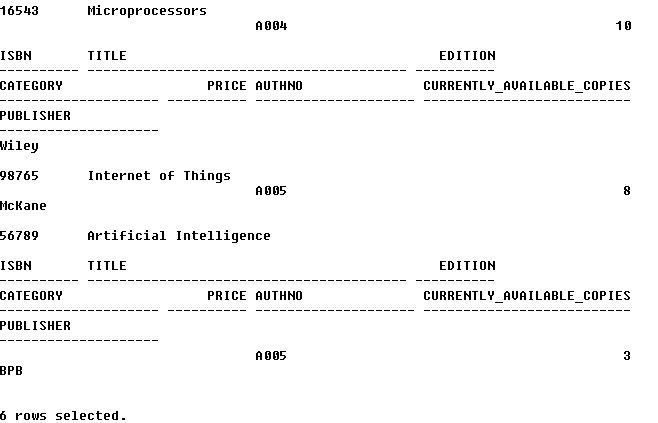 16543      Microprocessors
                                A004                                         10
ISBN       TITLE                                       EDITION
---------- ---------------------------------------- ----------
CATEGORY                  PRICE AUTHNO               CURRENTLY_AVAILABLE_COPIES
-------------------- ---------- -------------------- --------------------------
PUBLISHER
--------------------
Wiley
98765      Internet of Things
                                A005                                          8
McKane
56789      Artificial Intelligence
ISBN       TITLE                                       EDITION
---------- ---------------------------------------- ----------
CATEGORY                  PRICE AUTHNO               CURRENTLY_AVAILABLE_COPIES
-------------------- ---------- -------------------- --------------------------
PUBLISHER
--------------------
                                A005                                          3
BPB
6 rows selected.